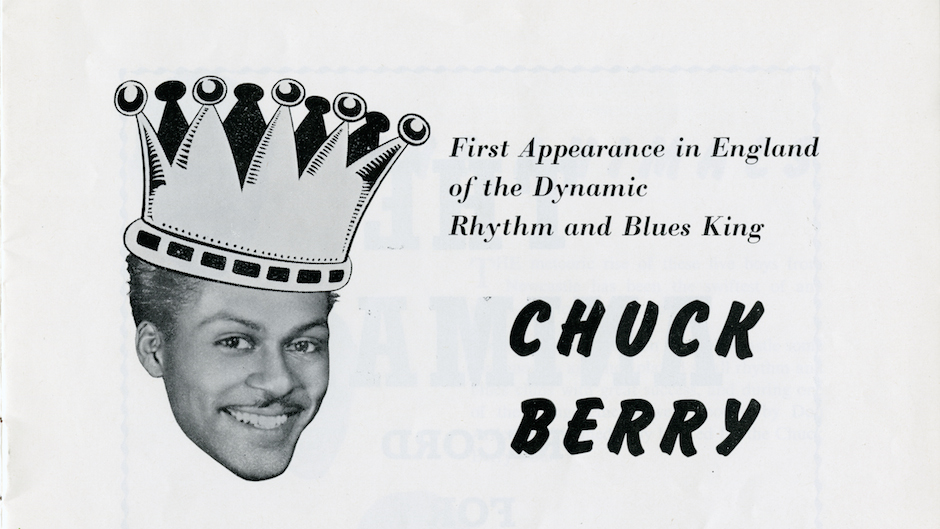 First Appearance in England
of the Dynamic
Rhythm and Blues King
CHUCK
BERRY